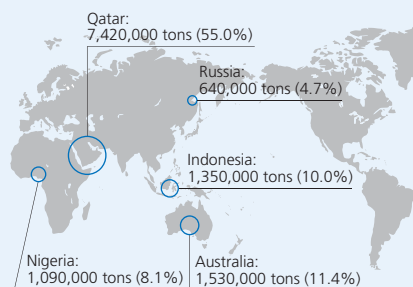 Qatar:
7,420,000 tons (55.0%)
Russia:
640,000 tons (4.7%)
Indonesia:
1,350,000 tons (10.0%)
Nigeria:
1,090,000 tons (8.1%)
Australia:
1,530,000 tons (11.4%)